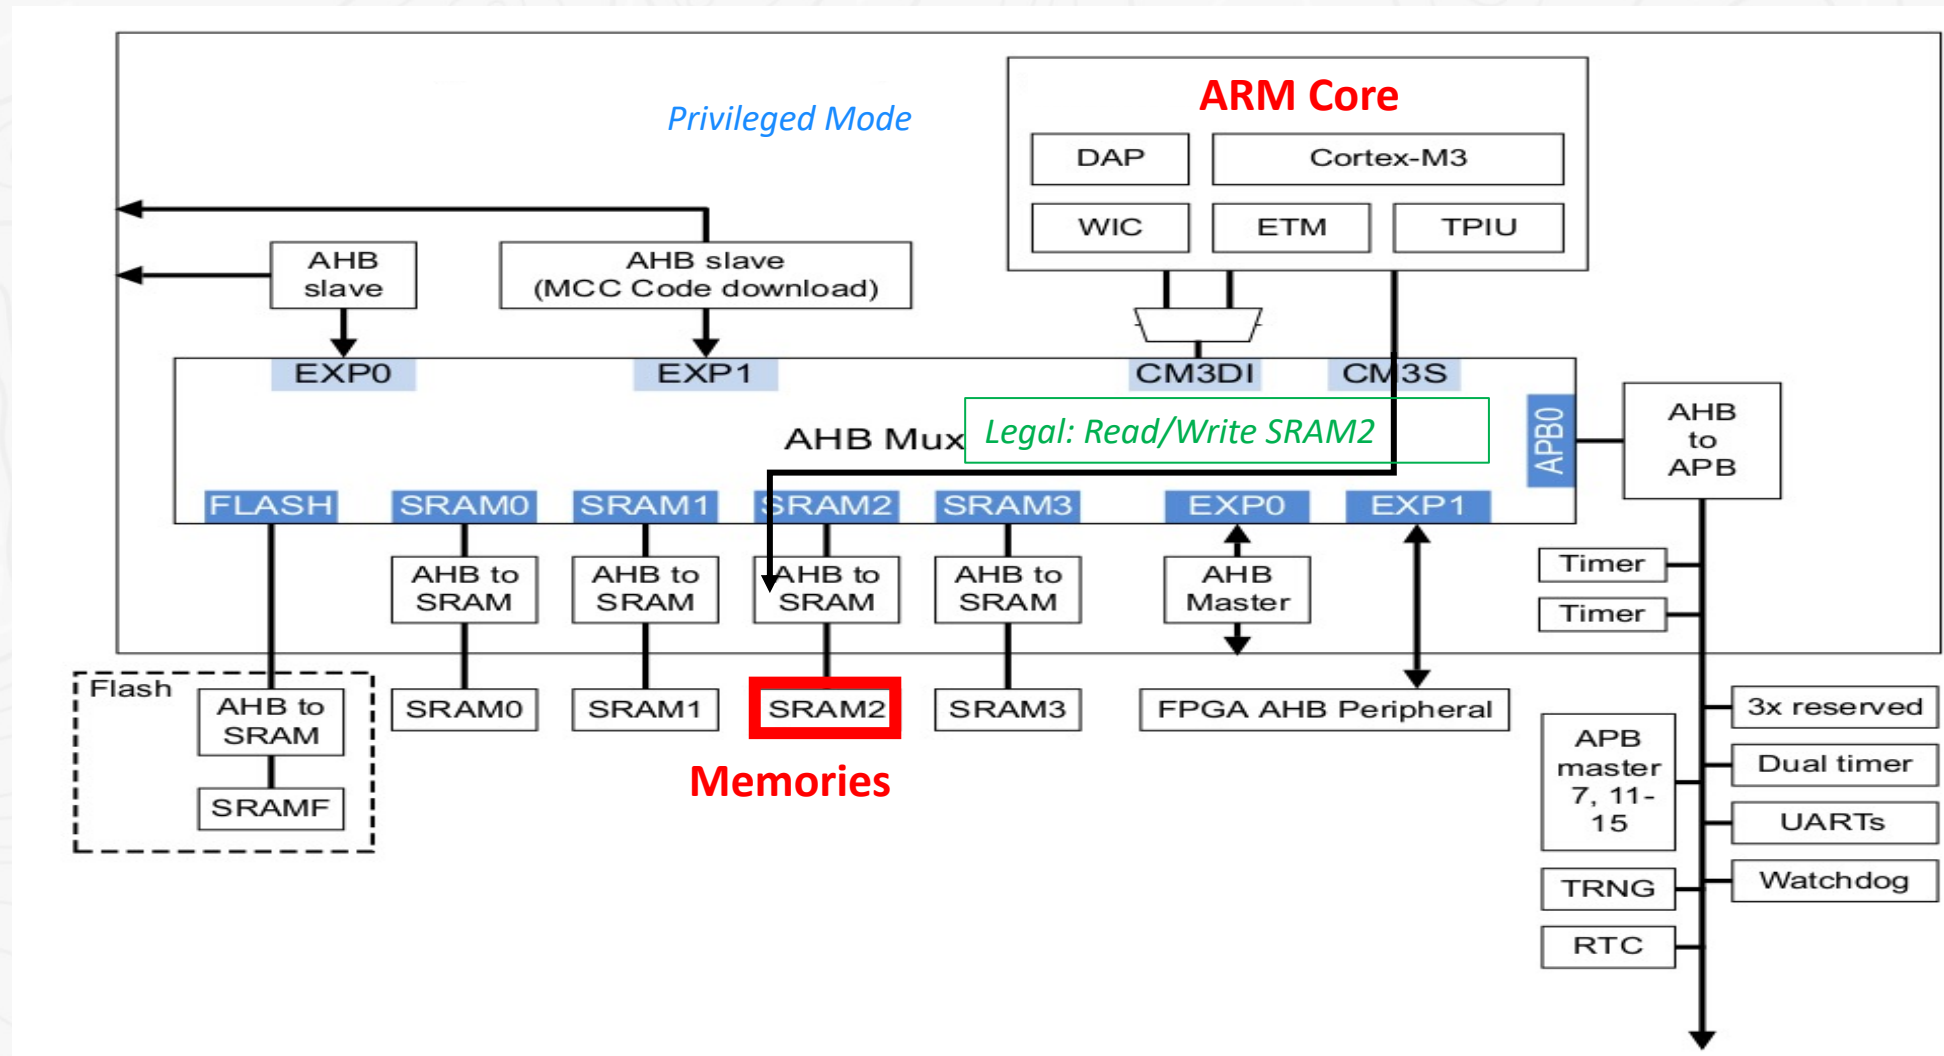 ARM Core
Privileged Mode
DAP
Cortex-M3
WIC
ETM
TPIU
AHB
slave
AHB slave
(MCC Code download)
EXP0
EXP1
CM3DI
CM3S
AHB Mux
Legal: Read/Write SRAM2
APB0
AHB
to
APB
FLASH
SRAM0
SRAM1
SRAM2
SRAM3
EXP0
EXP1
AHB to
SRAM
AHB to
SRAM
AHB to
SRAM
AHB to
SRAM
AHB
Master
Timer
Timer
Flash
AHB to
SRAM
SRAMF
SRAM0
SRAM1
SRAM2
SRAM3
FPGA AHB Peripheral
Memories
APB
master
7, 11-
15
TRNG
RTC
3x reserved
Dual timer
UARTs
Watchdog